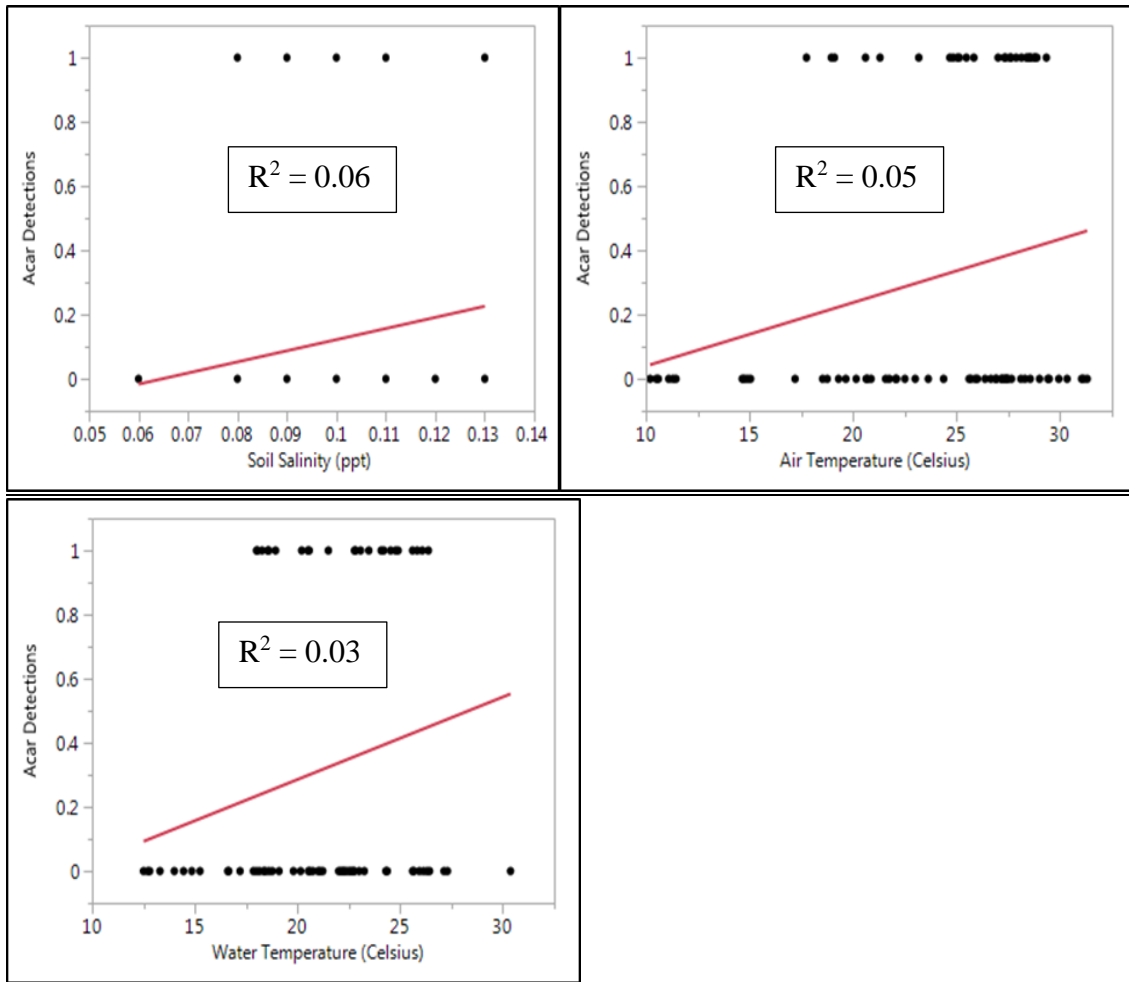 1
0.8
0.6
0.4
0.2
0
Acar Detections
R² = 0.06
0.05 0.06 0.07 0.08 0.09 0.1 0.11 0.12 0.13 0.14
Soil Salinity (ppt)
1
0.8
0.6
0.4
0.2
0
Acar Detections
R² = 0.05
10 15 20 25 30
Air Temperature (Celsius)
1
0.8
0.6
0.4
0.2
0
Acar Detections
R² = 0.03
10 15 20 25 30
Water Temperature (Celsius)